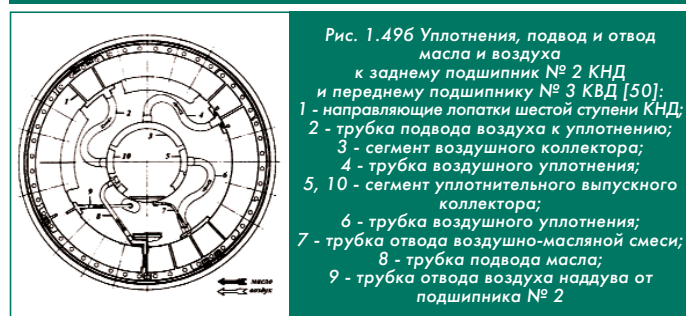 1
2
3
4
10
5
6
9
7
8
масло
воздух
Рис. 1.49б Уплотнения, подвод и отвод
масла и воздуха
к заднему подшипник № 2 КНД
и переднему подшипнику № 3 КВД [50]:
1 - направляющие лопатки шестой ступени КНД;
2 - трубка подвода воздуха к уплотнению;
3 - сегмент воздушного коллектора;
4 - трубка воздушного уплотнения;
5, 10 - сегмент уплотнительного выпускного
коллектора;
6 - трубка воздушного уплотнения;
7 - трубка отвода воздушно-масляной смеси;
8 - трубка подвода масла;
9 - трубка отвода воздуха наддува от
подшипника № 2